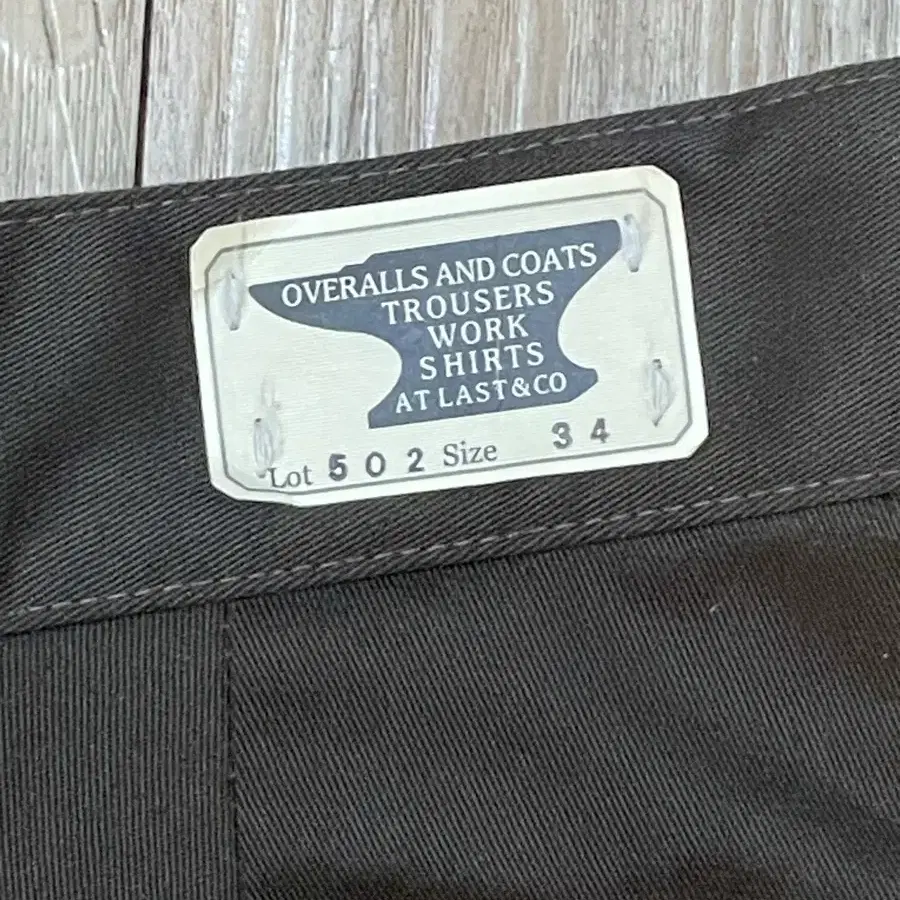 OVERALLS AND COATS
TROUSERS
WORK
SHIRTS
AT LAST&CO
Lot 502 Size 34